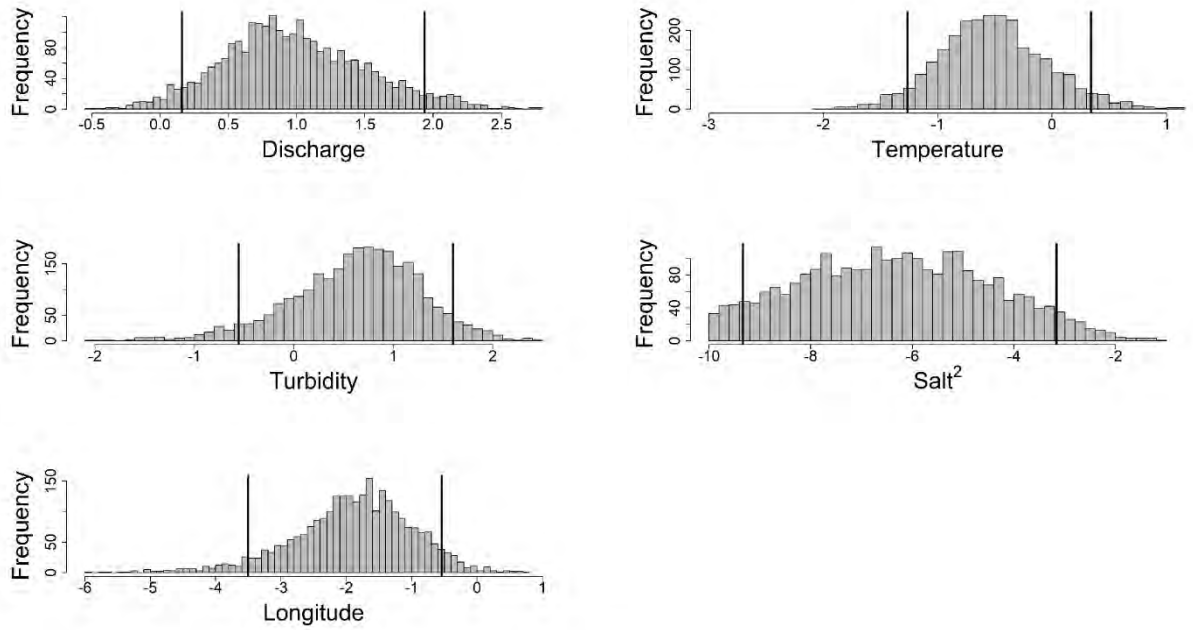 Frequency
0 40 80
-0.5 0.0 0.5 1.0 1.5 2.0 2.5
Discharge
Frequency
0 100 200
-3 -2 -1 0 1
Temperature
Frequency
0 50 150
-2 -1 0 1 2
Turbidity
Frequency
0 40 80
-10 -8 -6 -4 -2
Salt²
Frequency
0 50 150
-6 -5 -4 -3 -2 -1 0 1
Longitude